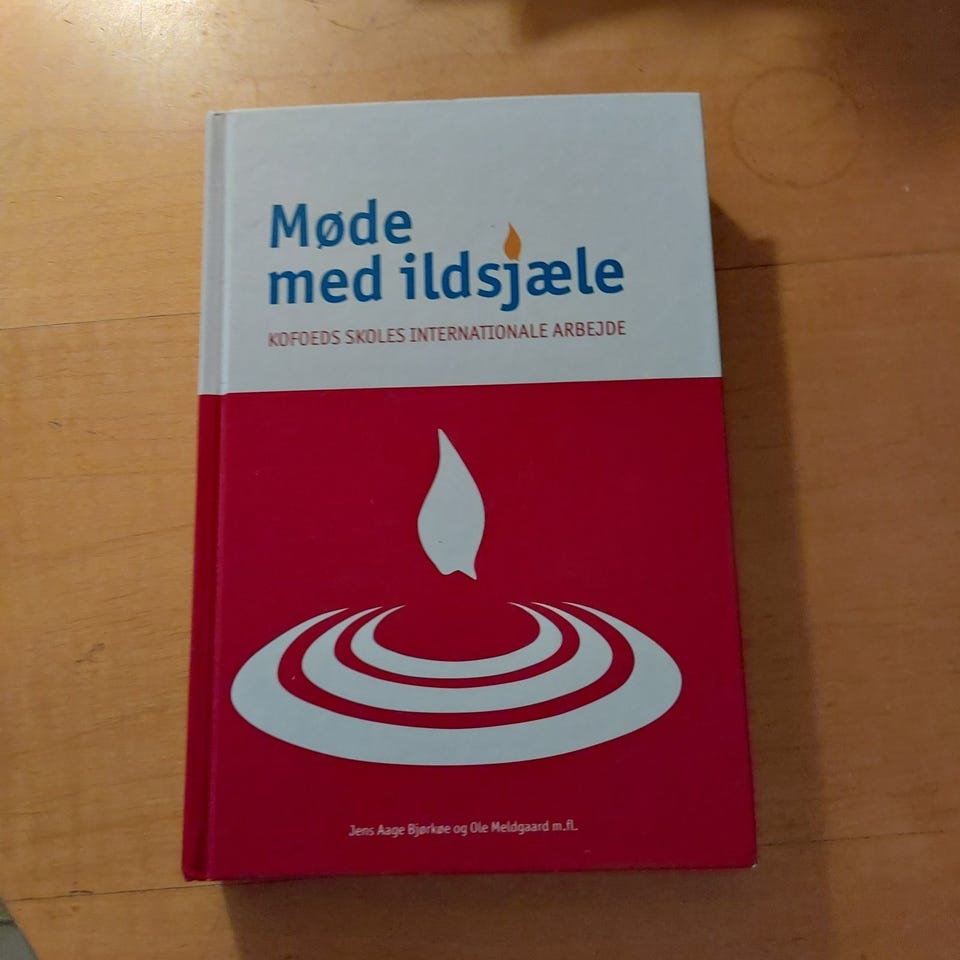 Møde
med ildsjæle
KOFOEDS SKOLES INTERNATIONALE ARBEJDE
Jens Aage Bjørkøe og Ole Meldgaard m.fl.